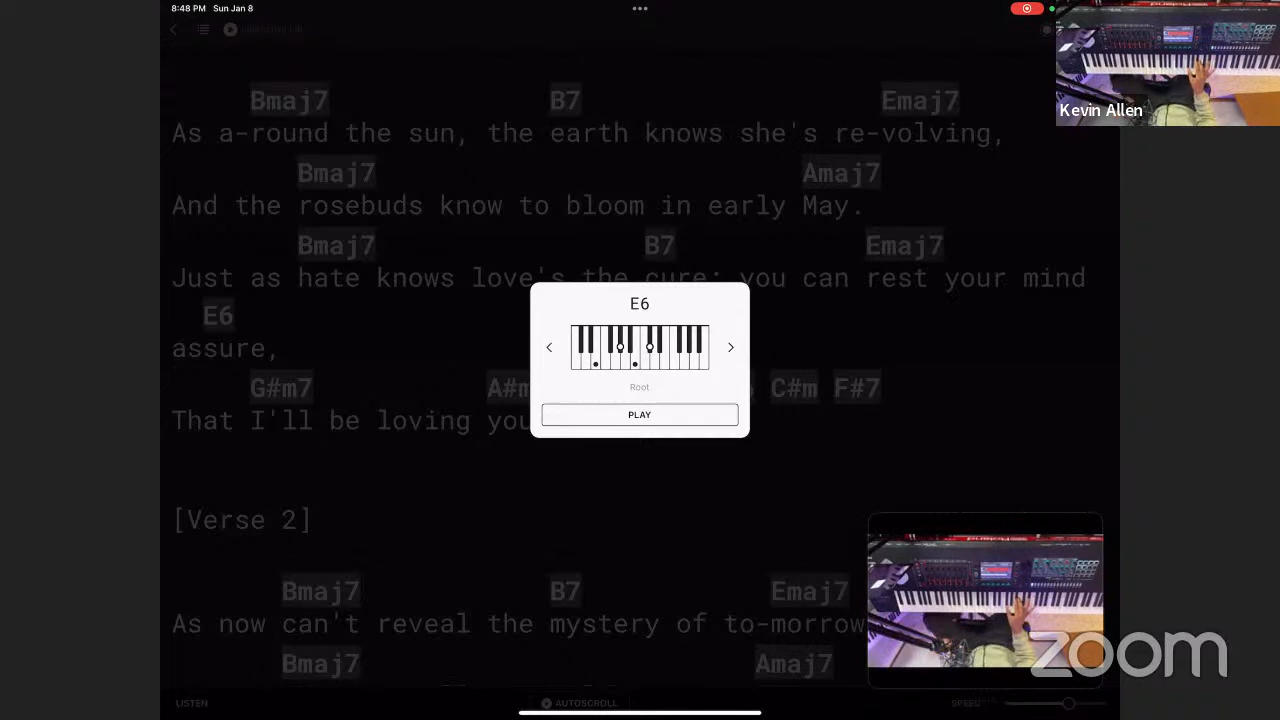 8:48 PM Sun Jan 8
Kevin Allen
Bmaj7 B7 Emaj7
As a-round the sun, the earth knows she's re-volving,
Bmaj7 Amaj7
And the rosebuds know to bloom in early May.
Bmaj7 B7 Emaj7
Just as hate knows love's the cure; you can rest your mind
E6
assure,
E6
Root
PLAY
G#m7 C#m F#7
That I'll be loving
[Verse 2]
Bmaj7 B7 Emaj7
As now can't reveal the mystery of to-morrow
Bmaj7 Amaj7
zoom
LISTEN AUTOSCROLL SPEED